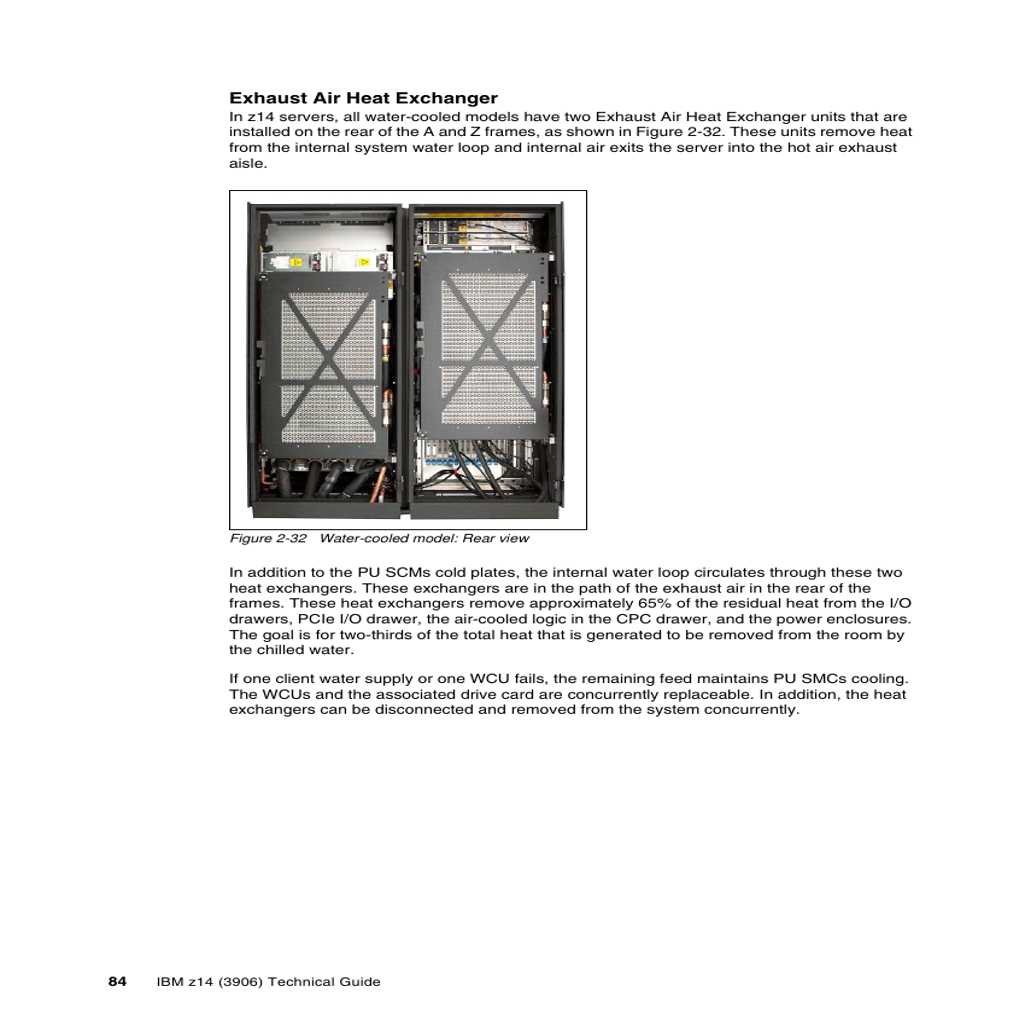 Exhaust Air Heat Exchanger
In z14 servers, all water-cooled models have two Exhaust Air Heat Exchanger units that are
installed on the rear of the A and Z frames, as shown in Figure 2-32. These units remove heat
from the internal system water loop and internal air exits the server into the hot air exhaust
aisle.
Figure 2-32 Water-cooled model: Rear view
In addition to the PU SCMs cold plates, the internal water loop circulates through these two
heat exchangers. These exchangers are in the path of the exhaust air in the rear of the
frames. These heat exchangers remove approximately 65% of the residual heat from the I/O
drawers, PCIe I/O drawer, the air-cooled logic in the CPC drawer, and the power enclosures.
The goal is for two-thirds of the total heat that is generated to be removed from the room by
the chilled water.
If one client water supply or one WCU fails, the remaining feed maintains PU SMCs cooling.
The WCUs and the associated drive card are concurrently replaceable. In addition, the heat
exchangers can be disconnected and removed from the system concurrently.
84 IBM z14 (3906) Technical Guide